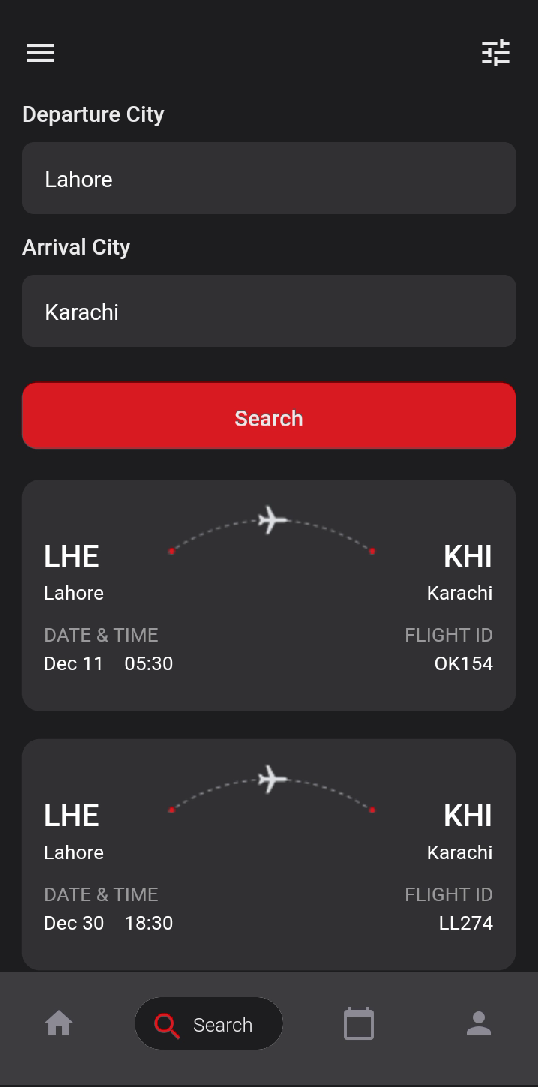 Departure City
Lahore
Arrival City
Karachi
Search
LHE KHI
Lahore Karachi
DATE & TIME FLIGHT ID
Dec 11 05:30 OK154
LHE KHI
Lahore Karachi
DATE & TIME FLIGHT ID
Dec 30 18:30 LL274
Search